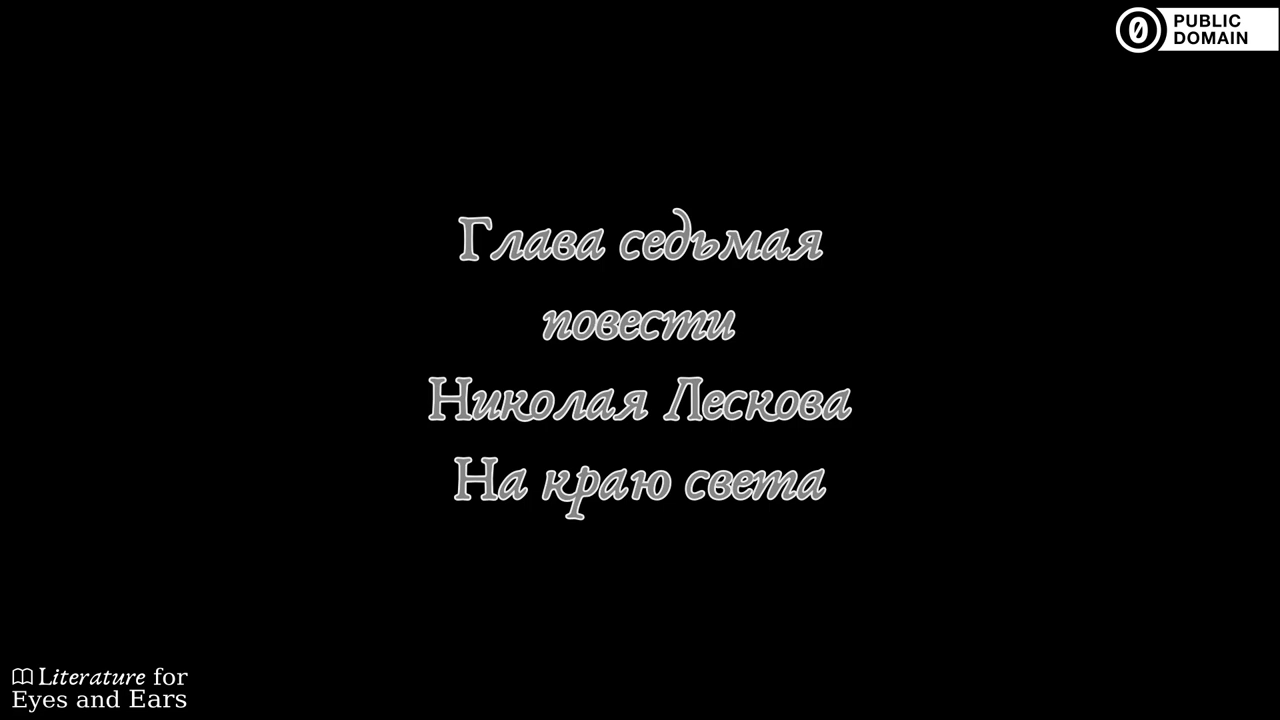 PUBLIC
DOMAIN
Глава седьмая
повести
Николая Лескова
На краю света
Literature for
Eyes and Ears